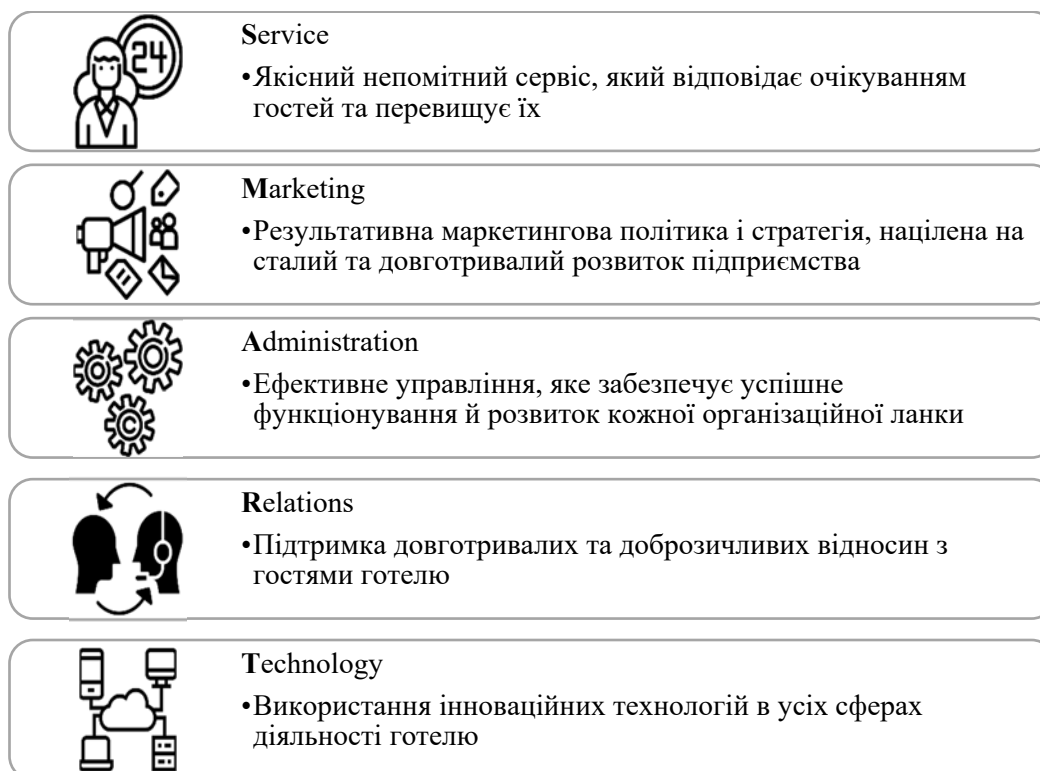 24
Service
•Якісний непомітний сервіс, який відповідає очікуванням
гостей та перевищує їх
Marketing
•Результативна маркетингова політика і стратегія, націлена на
сталий та довготривалий розвиток підприємства
Administration
•Ефективне управління, яке забезпечує успішне
функціонування й розвиток кожної організаційної ланки
Relations
•Підтримка довготривалих та доброзичливих відносин з
гостями готелю
Technology
•Використання інноваційних технологій в усіх сферах
діяльності готелю